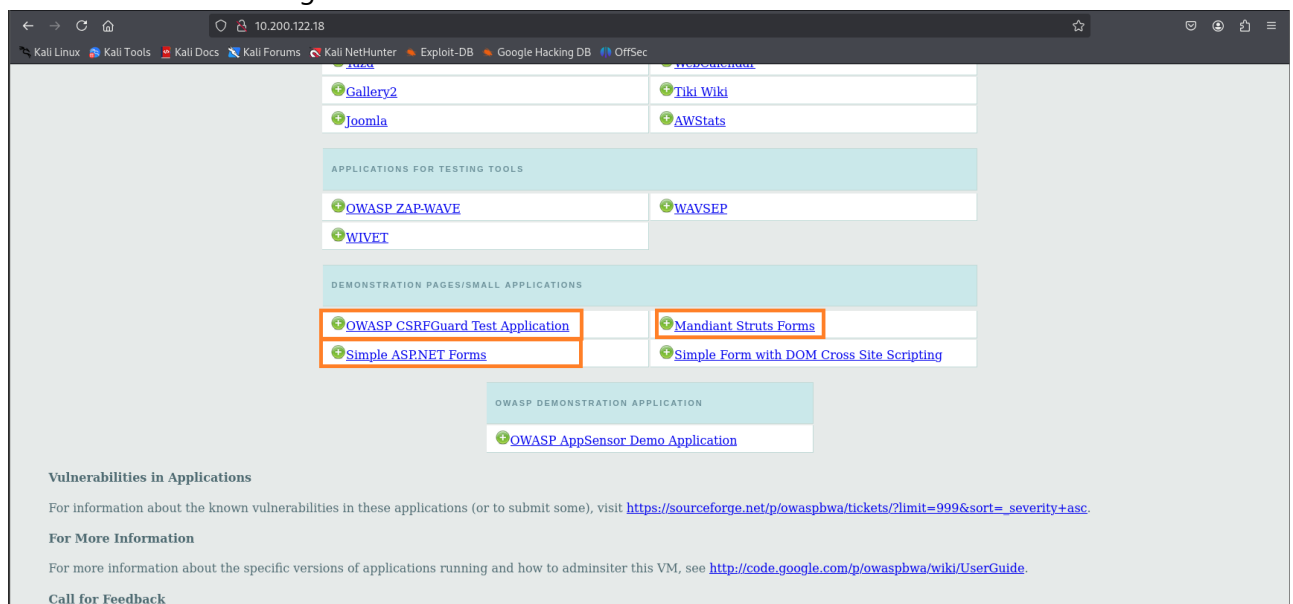 10.200.122.18
Kali Linux Kali Tools Kali Docs Kali Forums Kali NetHunter Exploit-DB Google Hacking DB OffSec
Yazd WebCalendar
Gallery2 Tiki Wiki
Joomla AWStats
APPLICATIONS FOR TESTING TOOLS
OWASP ZAP-WAVE WAVSEP
WIVET
DEMONSTRATION PAGES/SMALL APPLICATIONS
OWASP CSRFGuard Test Application Mandiant Struts Forms
Simple ASP.NET Forms Simple Form with DOM Cross Site Scripting
OWASP DEMONSTRATION APPLICATION
OWASP AppSensor Demo Application
Vulnerabilities in Applications
For information about the known vulnerabilities in these applications (or to submit some), visit https://sourceforge.net/p/owaspbwa/tickets/?limit=999&sort=_severity+asc.
For More Information
For more information about the specific versions of applications running and how to adminsiter this VM, see http://code.google.com/p/owaspbwa/wiki/UserGuide.
Call for Feedback